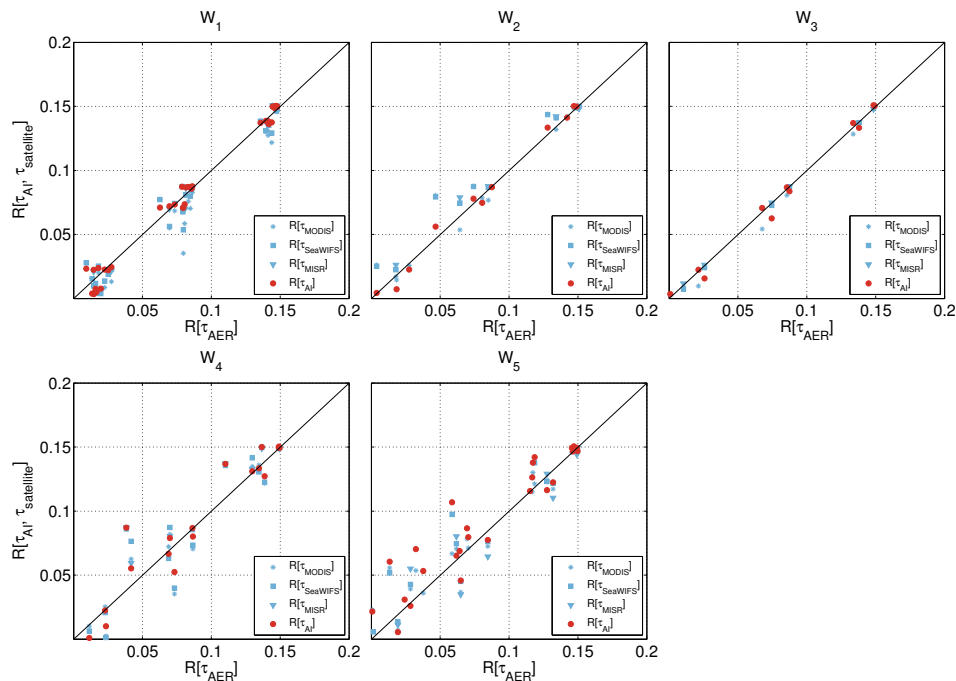 W1 W2 W3
0.2
0.15
0.1
0.05
R[τAI, τsatellite]
R[τMODIS]
R[τSeaWIFS]
R[τMISR]
R[τAI]
0.05 0.1 0.15 0.2
R[τAER]
R[τMODIS]
R[τSeaWIFS]
R[τMISR]
R[τAI]
0.05 0.1 0.15 0.2
R[τAER]
R[τMODIS]
R[τSeaWIFS]
R[τMISR]
R[τAI]
0.05 0.1 0.15 0.2
R[τAER]
W4 W5
0.2
0.15
0.1
0.05
R[τAI, τsatellite]
R[τMODIS]
R[τSeaWIFS]
R[τMISR]
R[τAI]
0.05 0.1 0.15 0.2
R[τAER]
R[τMODIS]
R[τSeaWIFS]
R[τMISR]
R[τAI]
0.05 0.1 0.15 0.2
R[τAER]